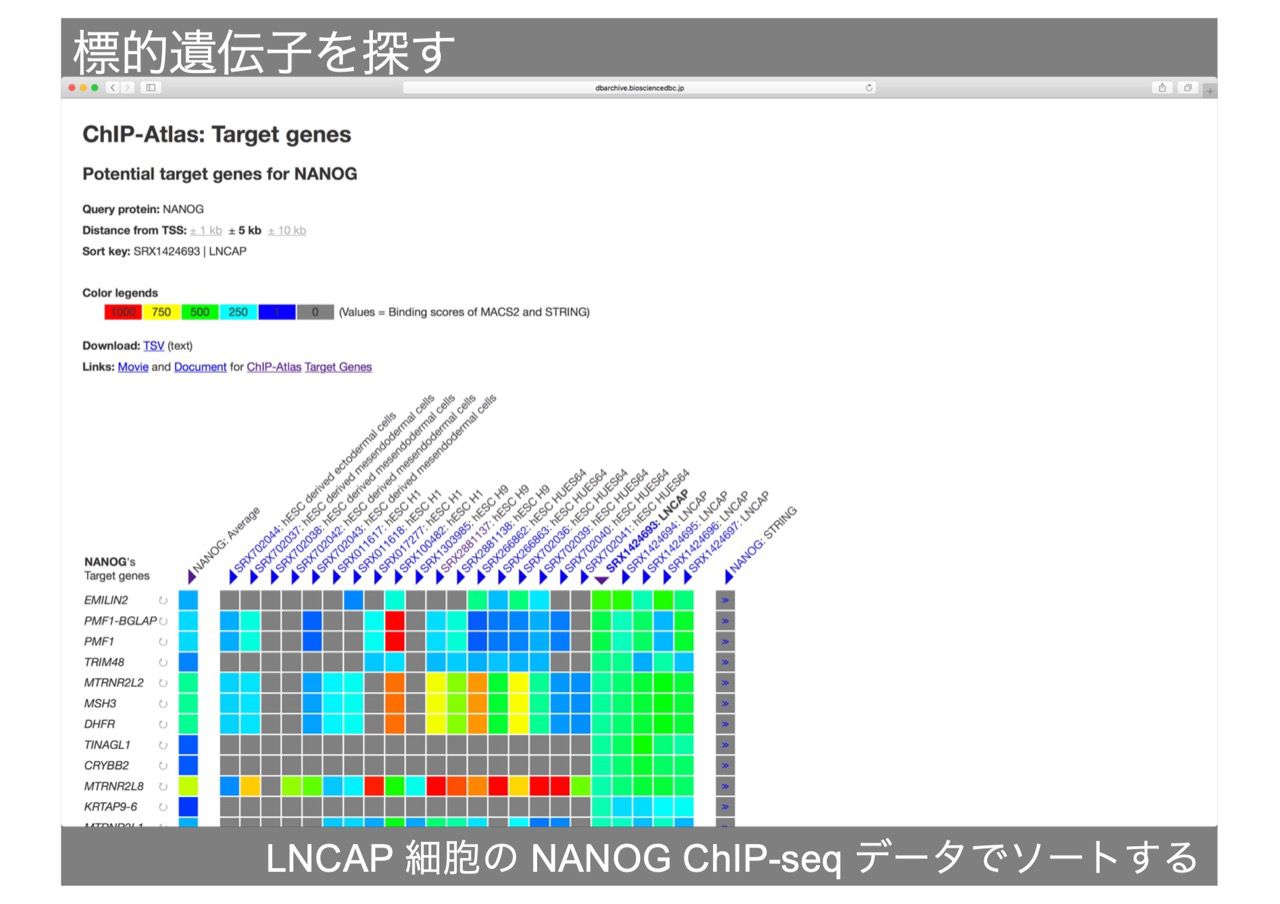 標的遺伝子を探す
dbarchive.biosciencedbc.jp
ChIP-Atlas: Target genes
Potential target genes for NANOG
Query protein: NANOG
Distance from TSS: ± 1 kb ± 5 kb ± 10 kb
Sort key: SRX1424693 | LNCAP
Color legends
1000 750 500 250 1 0 (Values = Binding scores of MACS2 and STRING)
Download: TSV (text)
Links: Movie and Document for ChIP-Atlas Target Genes
NANOG: Average
SRX702044: hESC derived ectodermal cells
SRX702037: hESC derived mesendodermal cells
SRX702038: hESC derived mesendodermal cells
SRX702042: hESC derived mesendodermal cells
SRX702043: hESC derived mesendodermal cells
SRX011617: hESC H1
SRX011618: hESC H1
SRX017277: hESC H1
SRX100482: hESC H1
SRX1303985: hESC H9
SRX2881137: hESC H9
SRX2881138: hESC H9
SRX266862: hESC HUES64
SRX266863: hESC HUES64
SRX702036: hESC HUES64
SRX702039: hESC HUES64
SRX702040: hESC HUES64
SRX702041: hESC HUES64
SRX1424693: LNCAP
SRX1424694: LNCAP
SRX1424695: LNCAP
SRX1424696: LNCAP
SRX1424697: LNCAP
NANOG: STRING
NANOG's
Target genes
EMILIN2 »
PMF1-BGLAP »
PMF1 »
TRIM48 »
MTRNR2L2 »
MSH3 »
DHFR »
TINAGL1 »
CRYBB2 »
MTRNR2L8 »
KRTAP9-6 »
LNCAP 細胞の NANOG ChIP-seq データでソートする